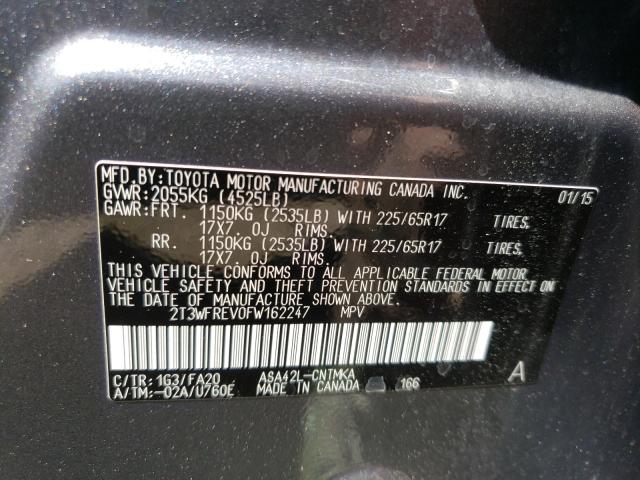 MFD. BY: TOYOTA MOTOR MANUFACTURING CANADA INC. 01/15
GVWR: 2055KG (4525LB)
GAWR: FRT. 1150KG (2535LB) WITH 225/65R17 TIRES.
17X7.0J RIMS.
RR. 1150KG (2535LB) WITH 225/65R17 TIRES.
17X7.0J RIMS.
THIS VEHICLE CONFORMS TO ALL APPLICABLE FEDERAL MOTOR
VEHICLE SAFETY AND THEFT PREVENTION STANDARDS IN EFFECT ON
THE DATE OF MANUFACTURE SHOWN ABOVE.
2T3WFREV0FW162247 MPV
C/TR: 1G3/FA20 ASA42L-CNTMKA
A/TM: -02A/U760E MADE IN CANADA 166 A